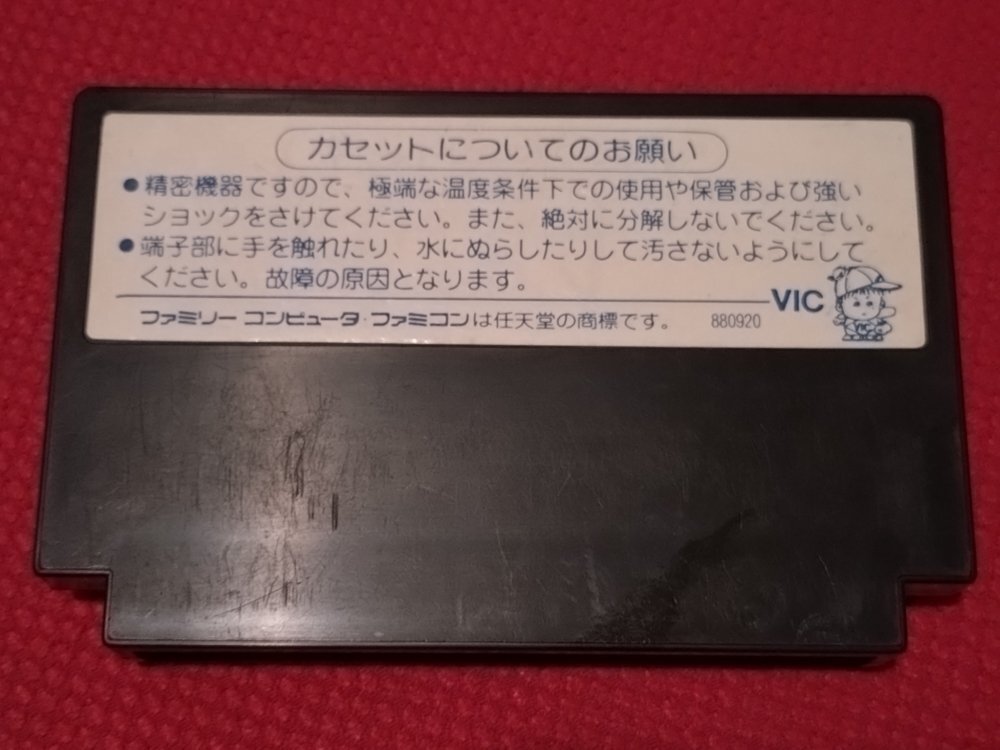 カセットについてのお願い
●精密機器ですので、極端な温度条件下での使用や保管および強い
ショックをさけてください。また、絶対に分解しないでください。
●端子部に手を触れたり、水にぬらしたりして汚さないようにして
ください。故障の原因となります。
VIC
VIC
ファミリーコンピュータ・ファミコンは任天堂の商標です。 880920